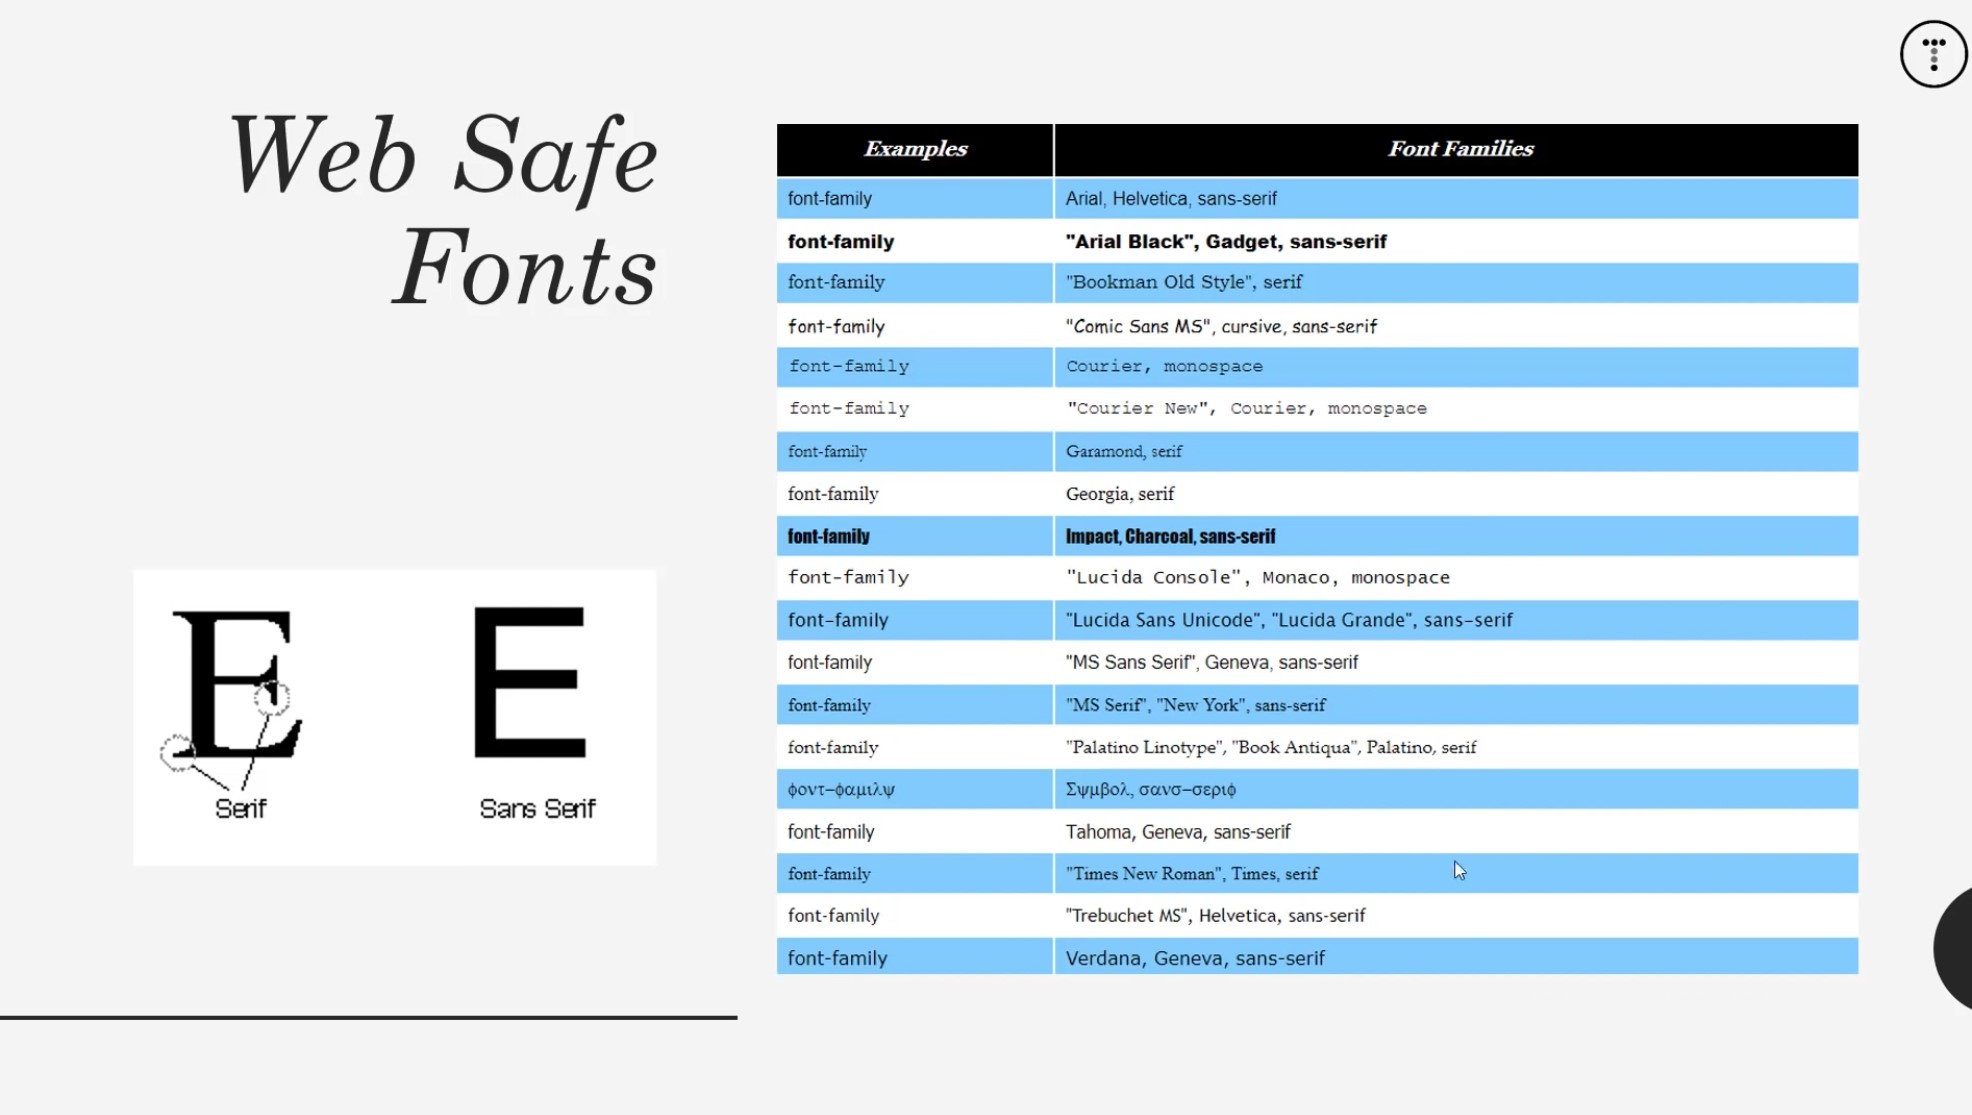 Web Safe
Fonts
Serif
Sans Serif
Examples Font Families
font-family Arial, Helvetica, sans-serif
font-family "Arial Black", Gadget, sans-serif
font-family "Bookman Old Style", serif
font-family "Comic Sans MS", cursive, sans-serif
font-family Courier, monospace
font-family "Courier New", Courier, monospace
font-family Garamond, serif
font-family Georgia, serif
font-family Impact, Charcoal, sans-serif
font-family "Lucida Console", Monaco, monospace
font-family "Lucida Sans Unicode", "Lucida Grande", sans-serif
font-family "MS Sans Serif", Geneva, sans-serif
font-family "MS Serif", "New York", sans-serif
font-family "Palatino Linotype", "Book Antiqua", Palatino, serif
φοντ−φαμιλψ Σψμβολ, σανσ−σεριφ
font-family Tahoma, Geneva, sans-serif
font-family "Times New Roman", Times, serif
font-family "Trebuchet MS", Helvetica, sans-serif
font-family Verdana, Geneva, sans-serif